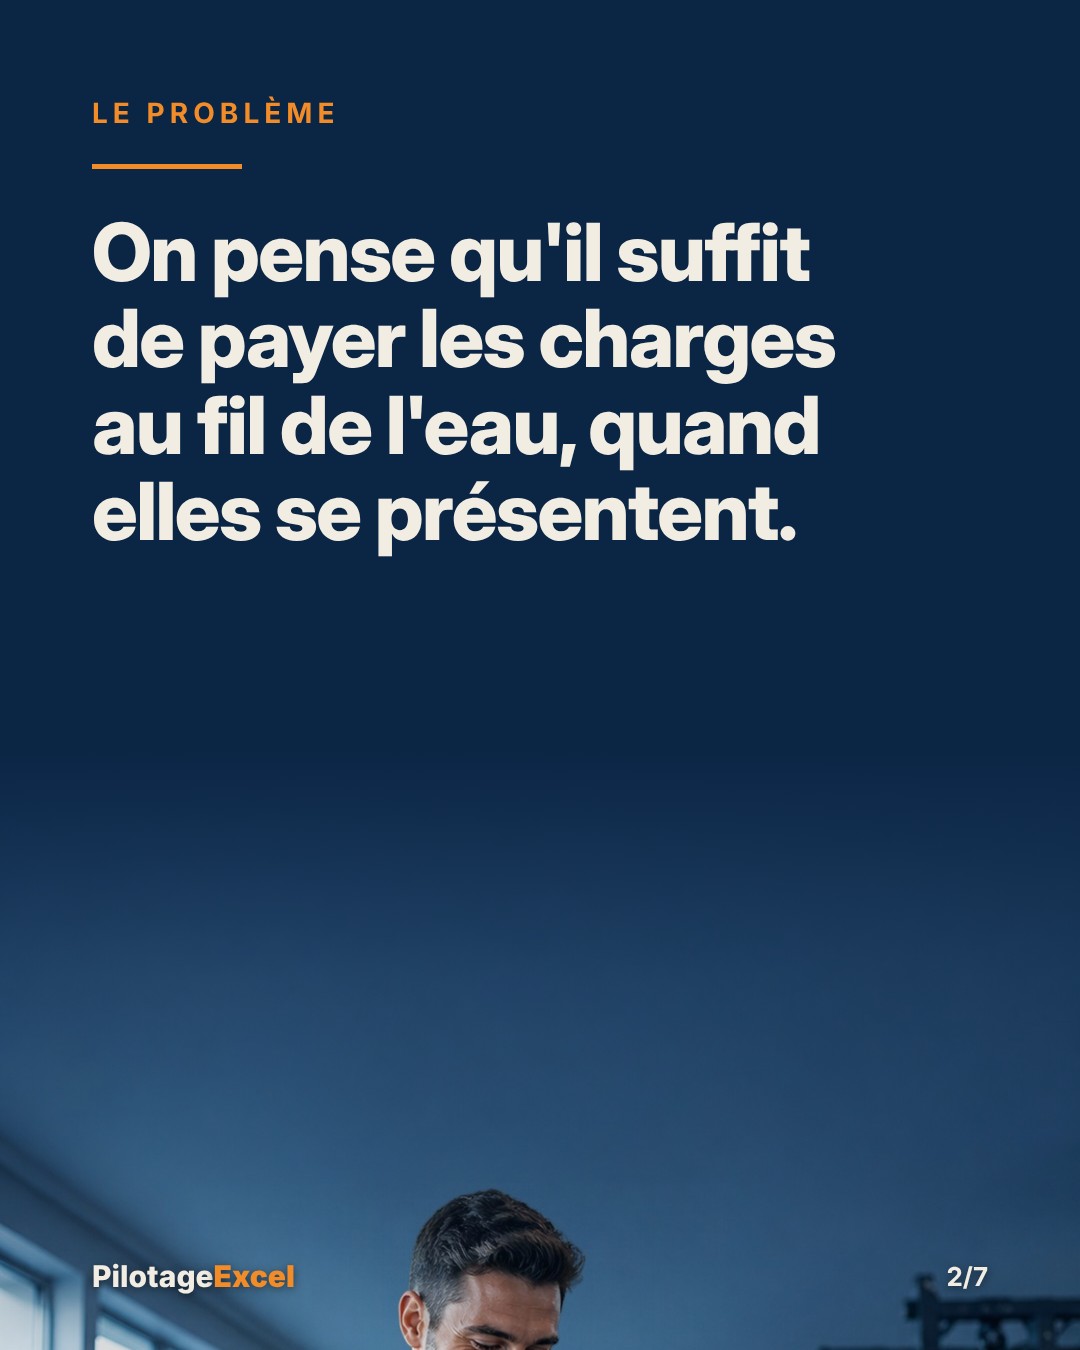 LE PROBLÈME
On pense qu'il suffit
de payer les charges
au fil de l'eau, quand
elles se présentent.
PilotageExcel
2/7